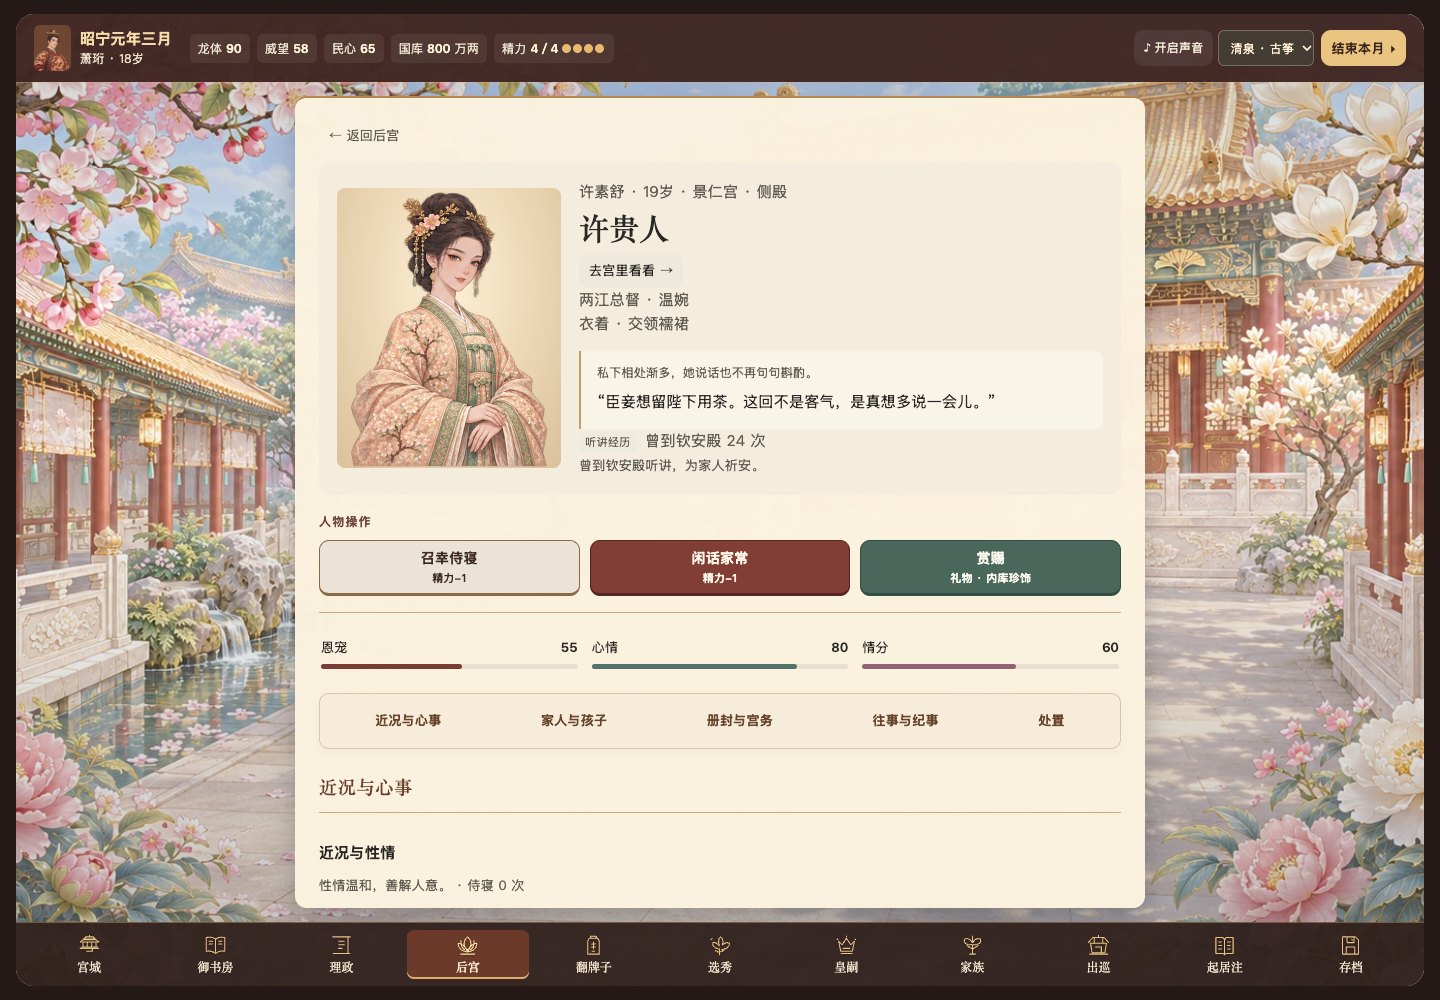 昭宁元年三月
萧珩 · 18岁
龙体 90
威望 58
民心 65
国库 800 万两
精力 4 / 4
♪ 开启声音
清泉 · 古筝
结束本月
← 返回后宫
许素舒 · 19岁 · 景仁宫 · 侧殿
许贵人
去宫里看看 →
两江总督 · 温婉
衣着 · 交领襦裙
私下相处渐多，她说话也不再句句斟酌。
“臣妾想留陛下用茶。这回不是客气，是真想多说一会儿。”
听讲经历 曾到钦安殿 24 次
曾到钦安殿听讲，为家人祈安。
人物操作
召幸侍寝
精力−1
闲话家常
精力−1
赏赐
礼物 · 内库珍饰
恩宠 55
心情 80
情分 60
近况与心事
家人与孩子
册封与宫务
往事与纪事
处置
近况与心事
近况与性情
性情温和，善解人意。 · 侍寝 0 次
宫城
御书房
理政
后宫
翻牌子
选秀
皇嗣
家族
出巡
起居注
存档